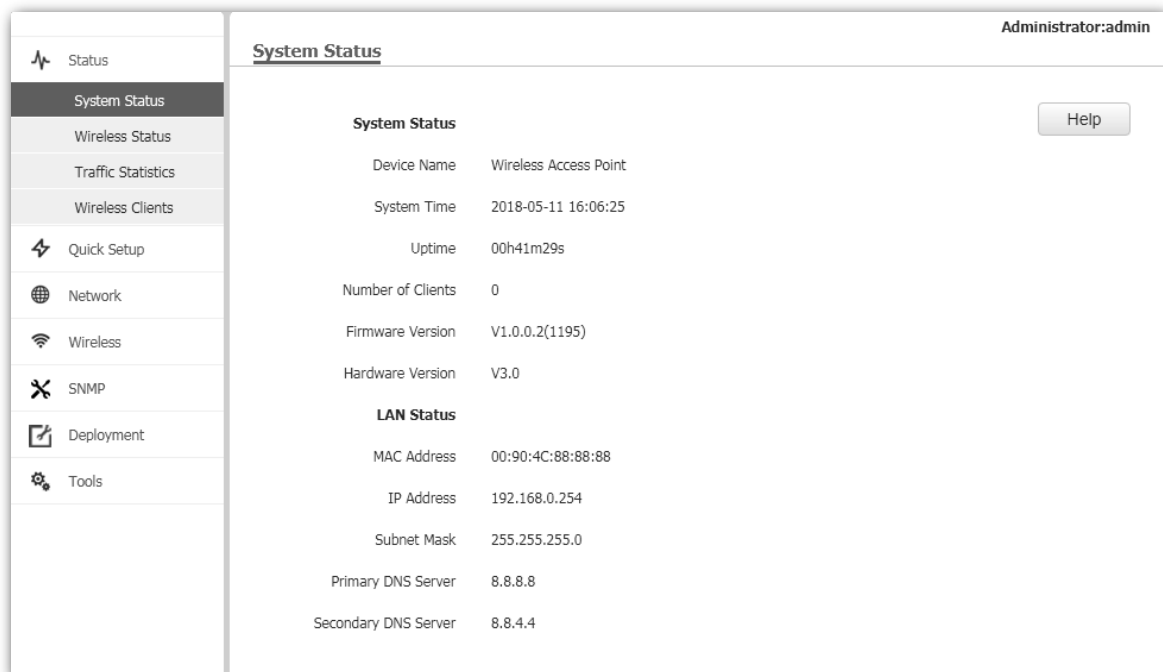 Administrator:admin
System Status
Status
System Status
Wireless Status
Traffic Statistics
Wireless Clients
Quick Setup
Network
Wireless
SNMP
Deployment
Tools
Help
System Status
Device Name Wireless Access Point
System Time 2018-05-11 16:06:25
Uptime 00h41m29s
Number of Clients 0
Firmware Version V1.0.0.2(1195)
Hardware Version V3.0
LAN Status
MAC Address 00:90:4C:88:88:88
IP Address 192.168.0.254
Subnet Mask 255.255.255.0
Primary DNS Server 8.8.8.8
Secondary DNS Server 8.8.4.4